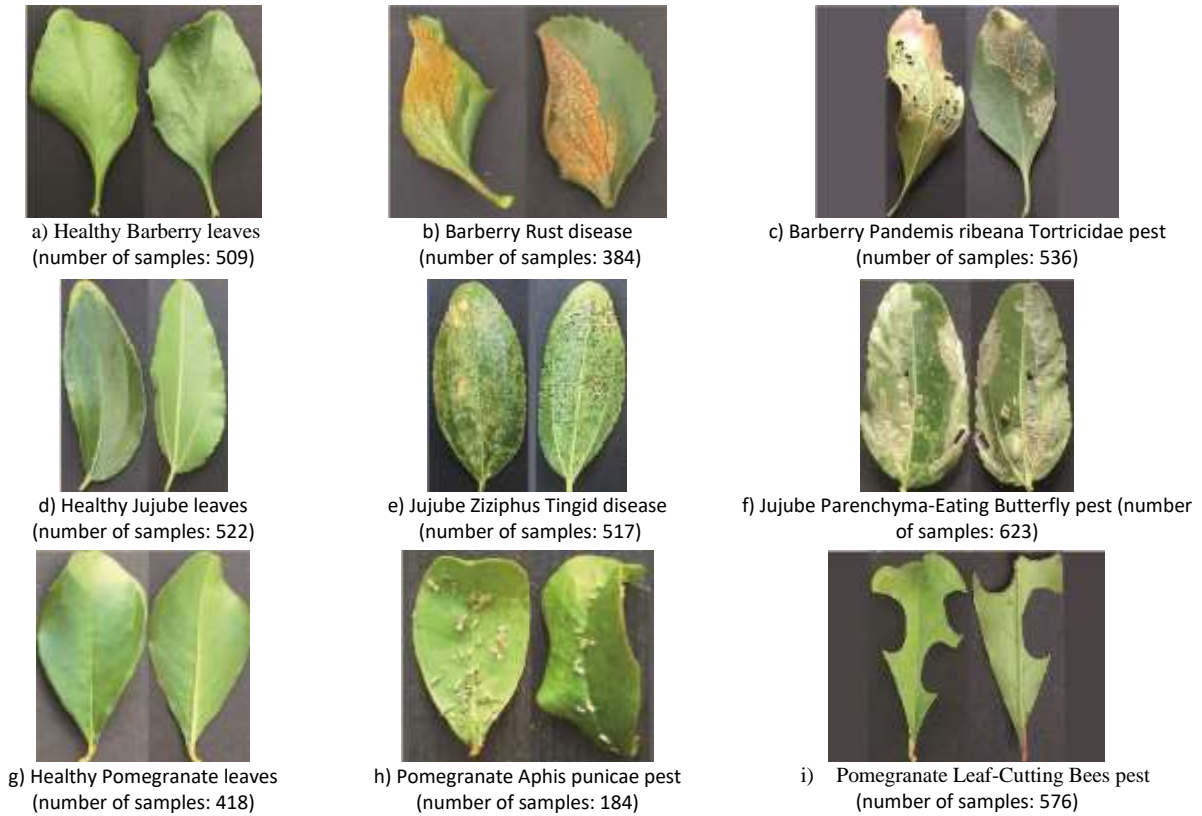 a) Healthy Barberry leaves
(number of samples: 509)
b) Barberry Rust disease
(number of samples: 384)
c) Barberry Pandemis ribeana Tortricidae pest
(number of samples: 536)
d) Healthy Jujube leaves
(number of samples: 522)
e) Jujube Ziziphus Tingid disease
(number of samples: 517)
f) Jujube Parenchyma-Eating Butterfly pest (number
of samples: 623)
g) Healthy Pomegranate leaves
(number of samples: 418)
h) Pomegranate Aphis punicae pest
(number of samples: 184)
i) Pomegranate Leaf-Cutting Bees pest
(number of samples: 576)